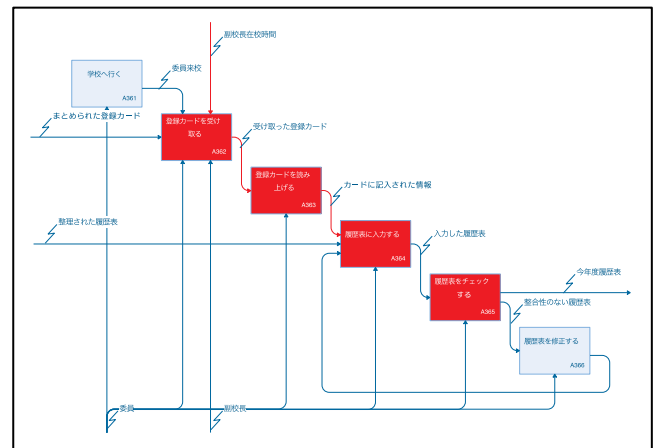 副校長在校時間
学校へ行く
A361
委員来校
まとめられた登録カード
登録カードを受け
取る
A362
受け取った登録カード
登録カードを読み
上げる
A363
カードに記入された情報
整理された履歴表
履歴表に入力する
A364
入力した履歴表
履歴表をチェック
する
A365
今年度履歴表
整合性のない履歴表
履歴表を修正する
A366
委員
副校長